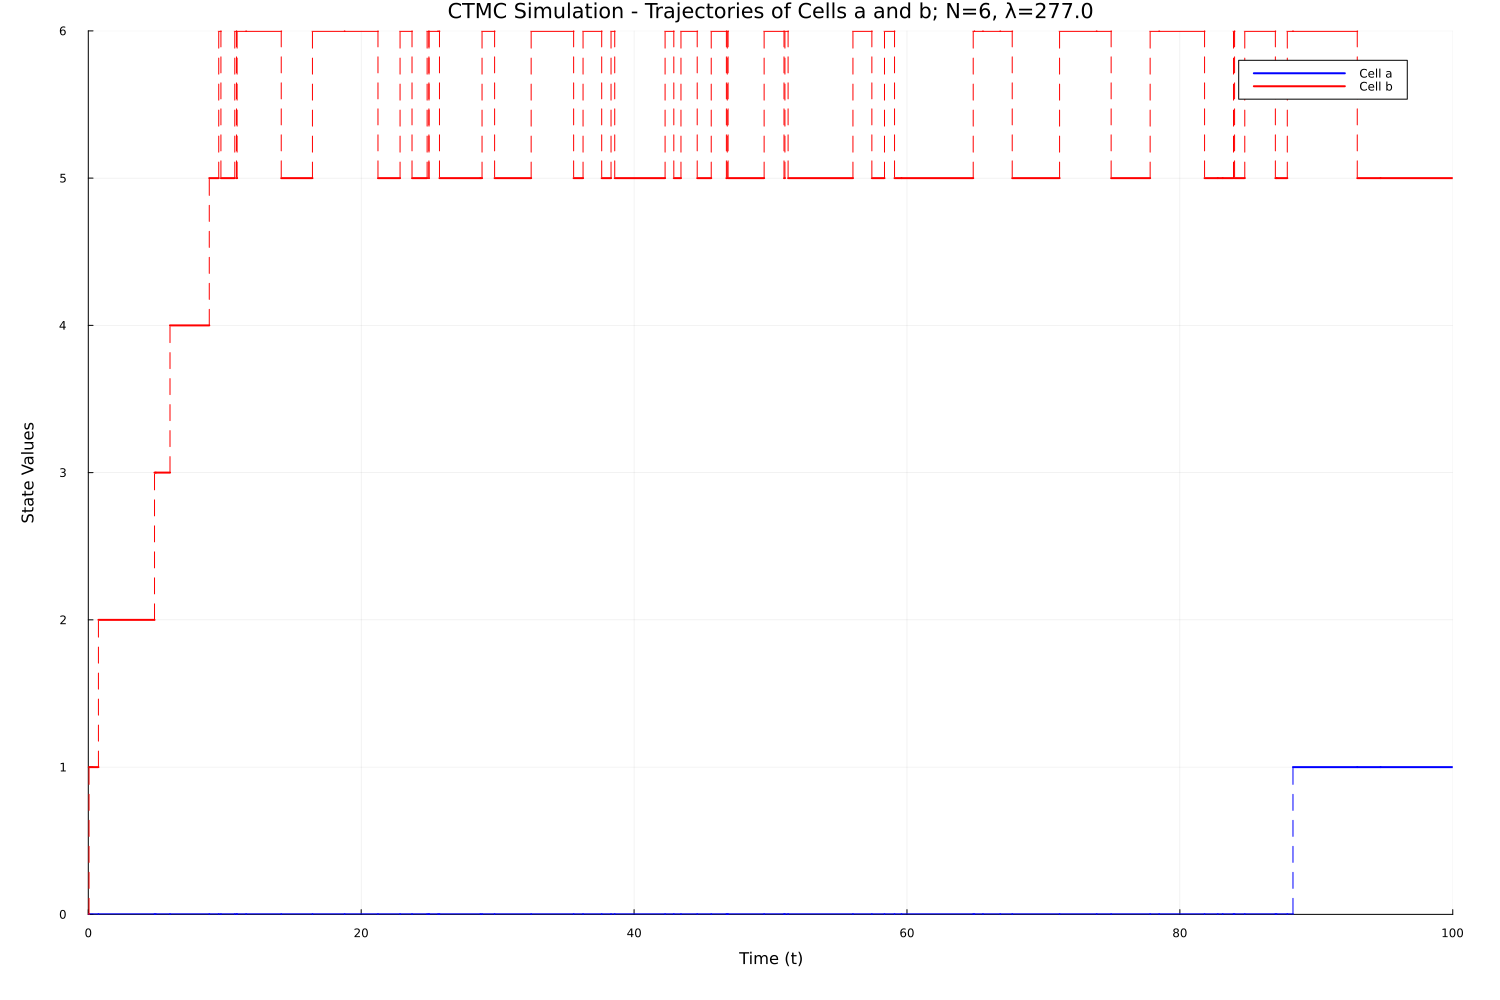 CTMC Simulation - Trajectories of Cells a and b; N=6, λ=277.0
6
Cell a
Cell b
5
4
State Values
3
2
1
0
0 20 40 60 80 100
Time (t)